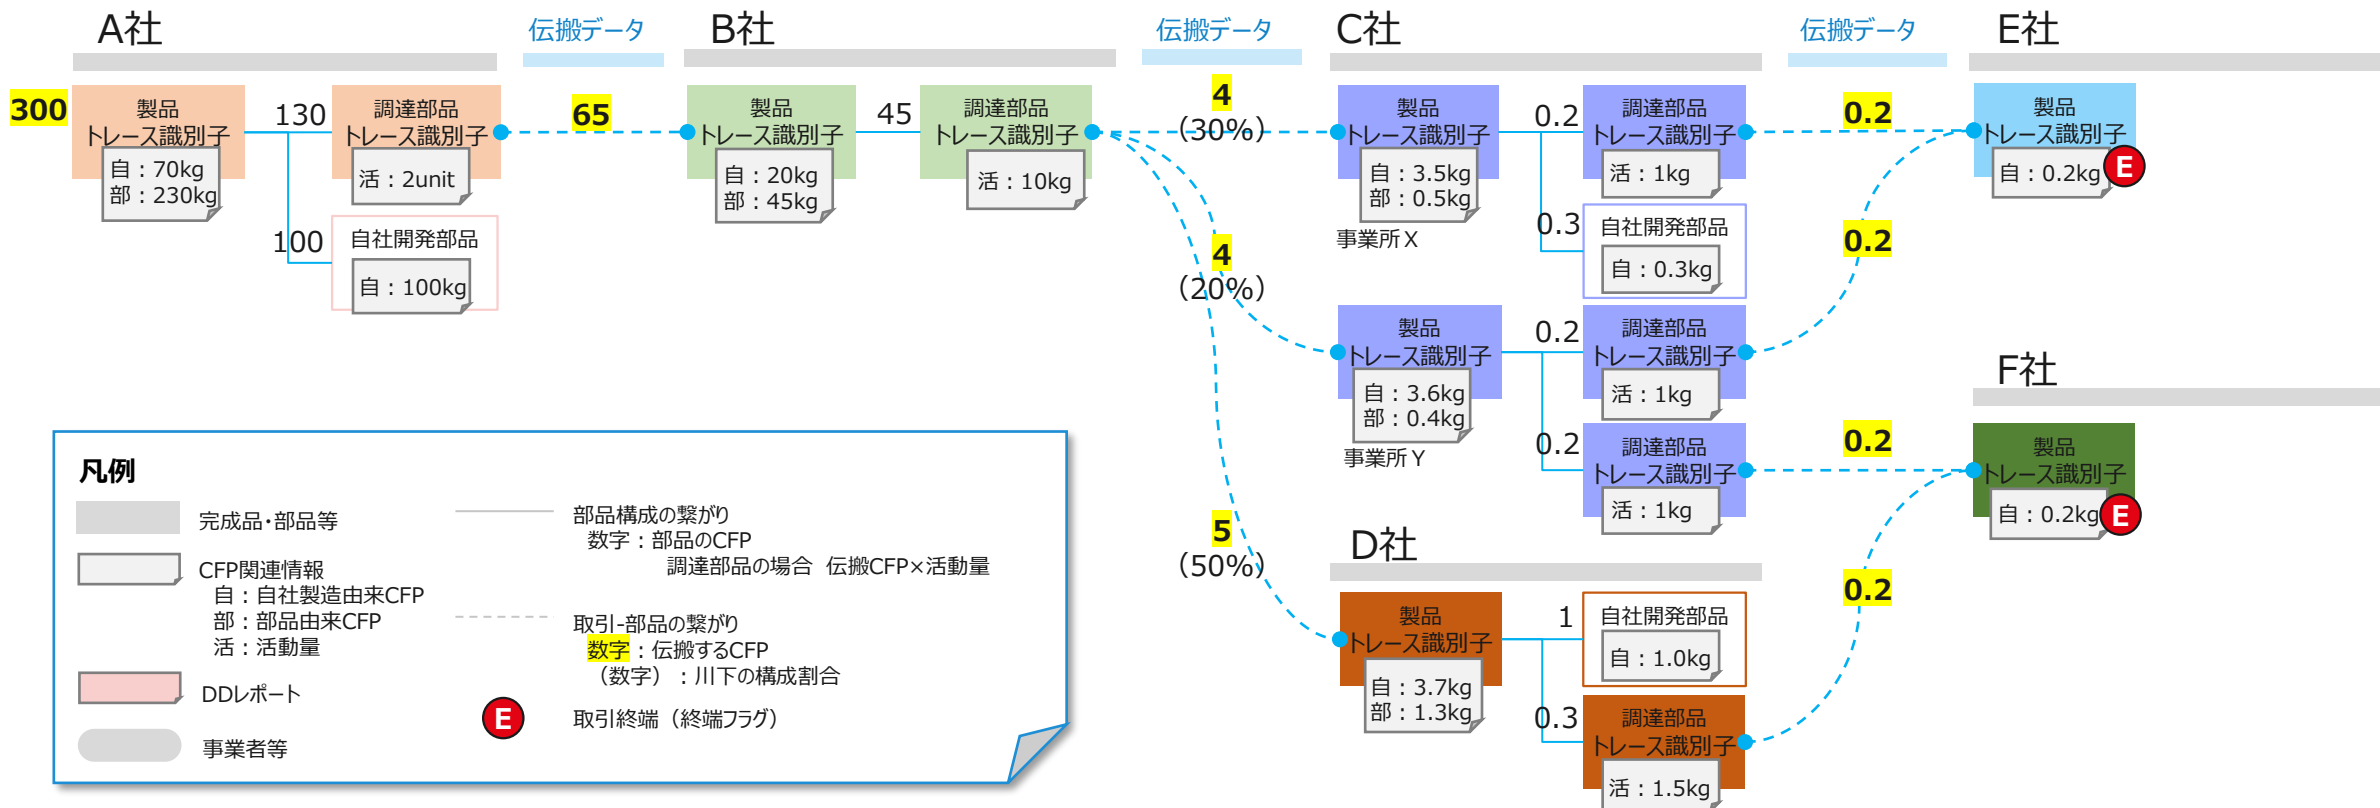 A社
伝搬データ
B社
伝搬データ
C社
伝搬データ
E社
300
製品
トレース識別子
自：70kg
部：230kg
130
調達部品
トレース識別子
活：2unit
100
自社開発部品
自：100kg
65
製品
トレース識別子
自：20kg
部：45kg
45
調達部品
トレース識別子
活：10kg
4
（30%）
4
（20%）
5
（50%）
製品
トレース識別子
自：3.5kg
部：0.5kg
事業所X
0.2
調達部品
トレース識別子
活：1kg
0.3
自社開発部品
自：0.3kg
製品
トレース識別子
自：3.6kg
部：0.4kg
事業所Y
0.2
調達部品
トレース識別子
活：1kg
0.2
調達部品
トレース識別子
活：1kg
D社
製品
トレース識別子
自：3.7kg
部：1.3kg
1
自社開発部品
自：1.0kg
0.3
調達部品
トレース識別子
活：1.5kg
0.2
0.2
0.2
0.2
製品
トレース識別子
自：0.2kg
E
F社
製品
トレース識別子
自：0.2kg
E
凡例
完成品・部品等
CFP関連情報
自：自社製造由来CFP
部：部品由来CFP
活：活動量
DDレポート
事業者等
部品構成の繋がり
数字：部品のCFP
調達部品の場合 伝搬CFP×活動量
取引-部品の繋がり
数字：伝搬するCFP
（数字）：川下の構成割合
E
取引終端（終端フラグ）